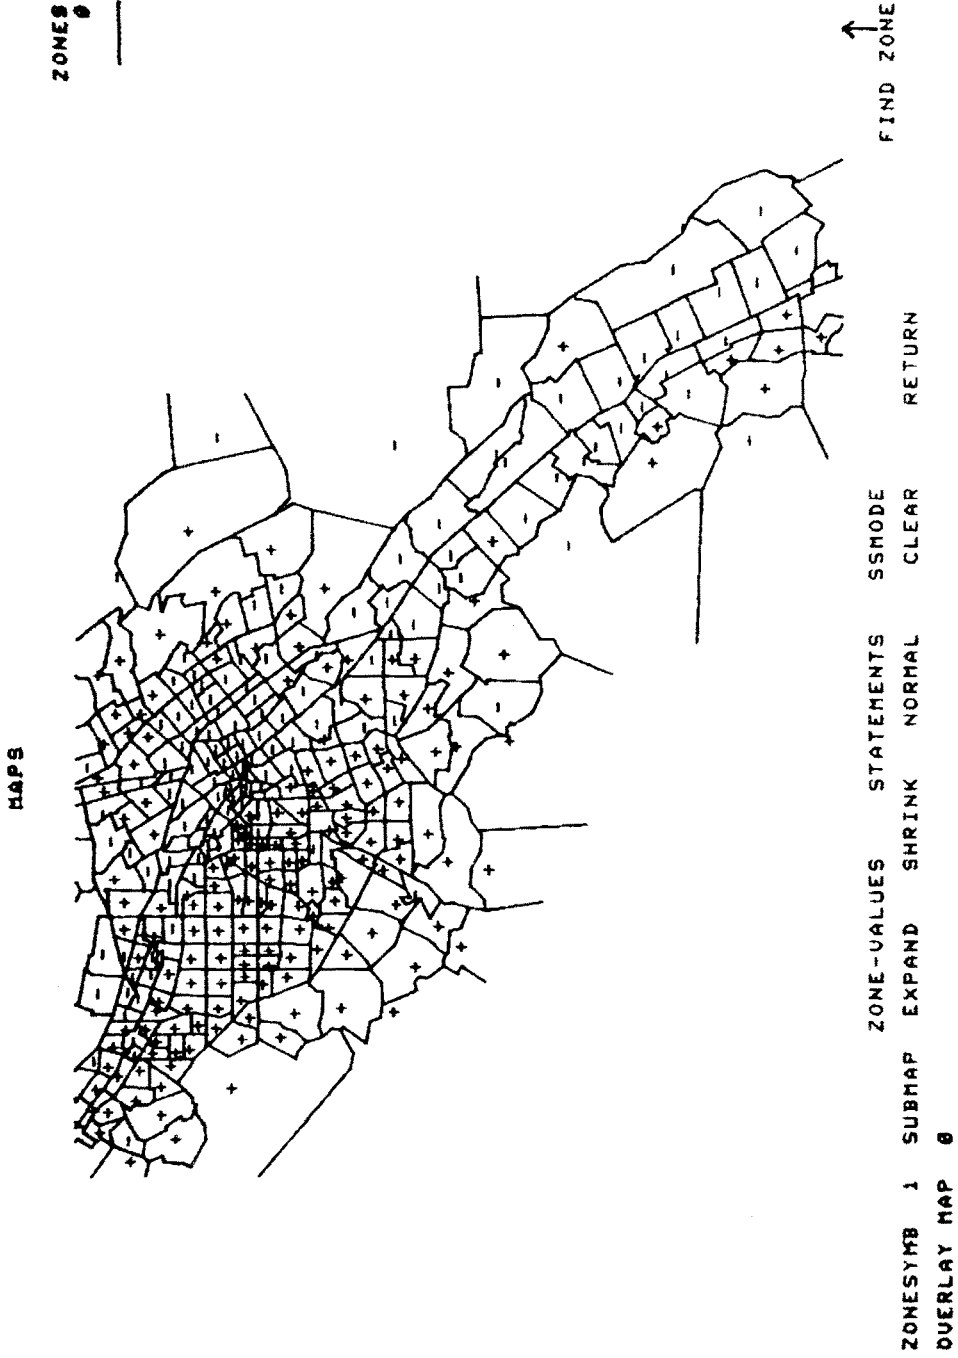 MAPS
ZONES
0
ZONE-VALUES STATEMENTS SSMODE
ZONESYMB 1 SUBMAP EXPAND SHRINK NORMAL CLEAR RETURN FIND ZONE
OVERLAY MAP 0